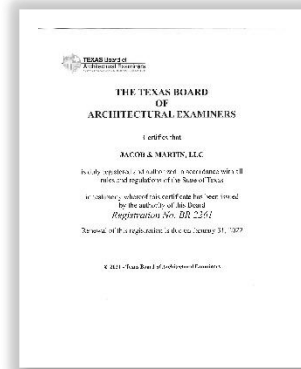 TEXAS Board of
Architectural Examiners
THE TEXAS BOARD
OF
ARCHITECTURAL EXAMINERS
Certifies that
JACOB & MARTIN, LLC
is duly registered and authorized in accordance with all
rules and regulations of the State of Texas
in testimony whereof this certificate has been issued
by the authority of this Board
Registration No. BR 2261
Renewal of this registration is due on January 31, 2022
© 2021 - Texas Board of Architectural Examiners